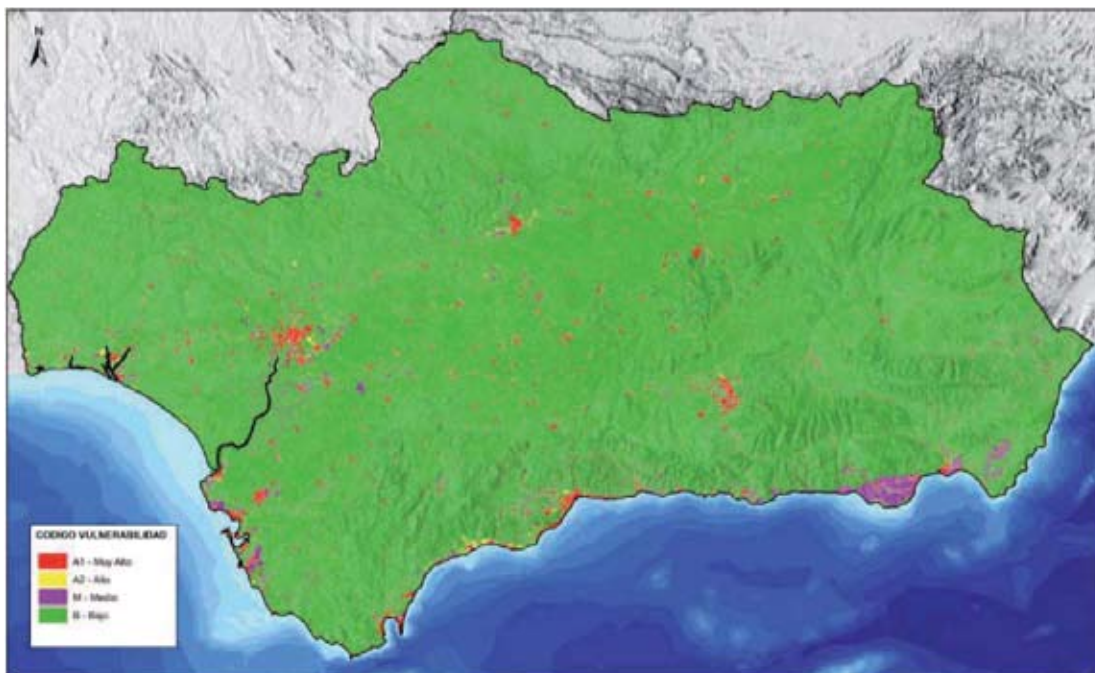 N
CODIGO VULNERABILIDAD
A1 - Muy Alto
A2 - Alto
M - Medio
B - Bajo